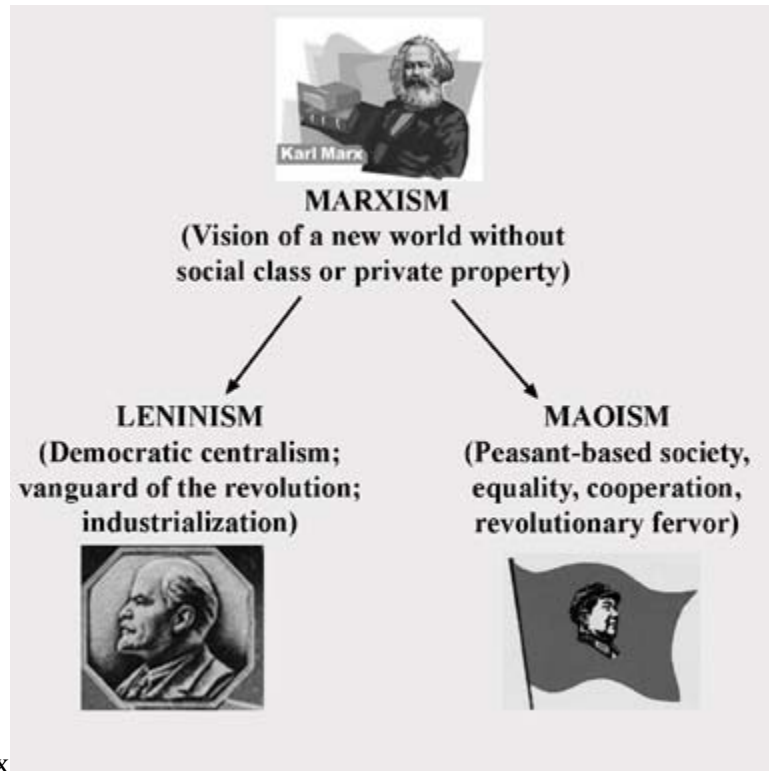 Karl Marx
MARXISM
(Vision of a new world without
social class or private property)
LENINISM
(Democratic centralism;
vanguard of the revolution;
industrialization)
MAOISM
(Peasant-based society,
equality, cooperation,
revolutionary fervor)
x